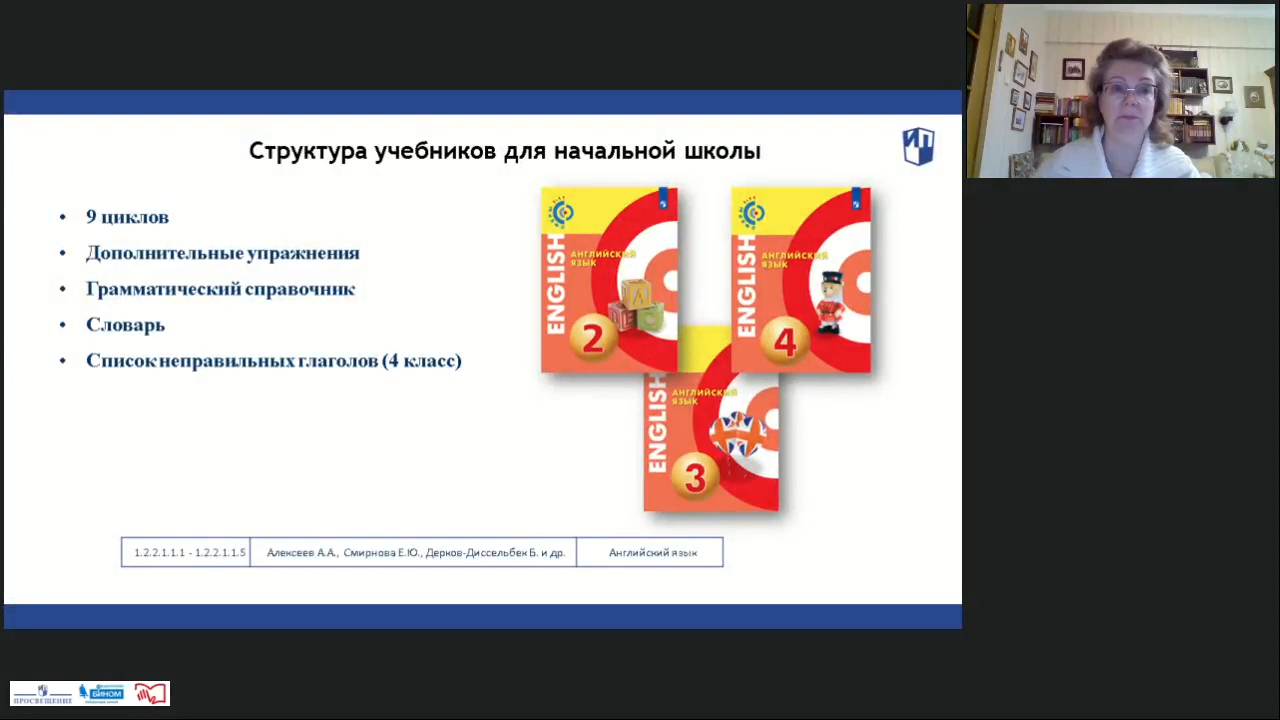 Структура учебников для начальной школы
ИП
• 9 циклов
• Дополнительные упражнения
• Грамматический справочник
• Словарь
• Список неправильных глаголов (4 класс)
ENGLISH
АНГЛИЙСКИЙ
ЯЗЫК
2
ENGLISH
АНГЛИЙСКИЙ
ЯЗЫК
4
ENGLISH
АНГЛИЙСКИЙ
ЯЗЫК
3
1.2.2.1.1.1 - 1.2.2.1.1.5 Алексеев А.А., Смирнова Е.Ю., Дерков-Диссельбек Б. и др. Английский язык
ПРОСВЕЩЕНИЕ
БИНОМ